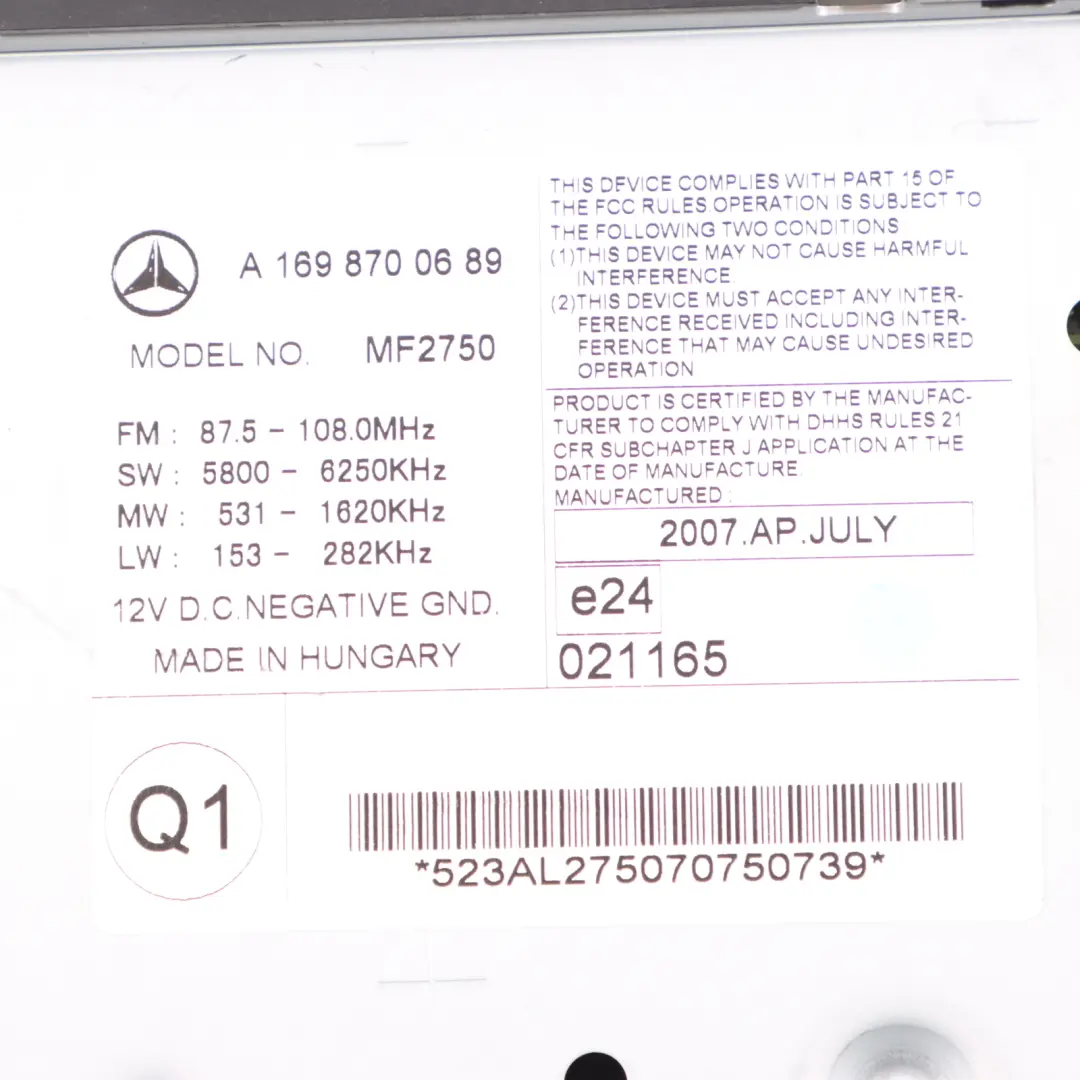 A 169 870 06 89
MODEL NO. MF2750
FM : 87.5 - 108.0MHz
SW : 5800 - 6250KHz
MW : 531 - 1620KHz
LW : 153 - 282KHz
12V D.C.NEGATIVE GND.
MADE IN HUNGARY
THIS DEVICE COMPLIES WITH PART 15 OF
THE FCC RULES.OPERATION IS SUBJECT TO
THE FOLLOWING TWO CONDITIONS
(1)THIS DEVICE MAY NOT CAUSE HARMFUL
INTERFERENCE.
(2)THIS DEVICE MUST ACCEPT ANY INTER-
FERENCE RECEIVED INCLUDING INTER-
FERENCE THAT MAY CAUSE UNDESIRED
OPERATION
PRODUCT IS CERTIFIED BY THE MANUFAC-
TURER TO COMPLY WITH DHHS RULES 21
CFR SUBCHAPTER J APPLICATION AT THE
DATE OF MANUFACTURE.
MANUFACTURED :
2007.AP.JULY
e24
021165
Q1
*523AL275070750739*